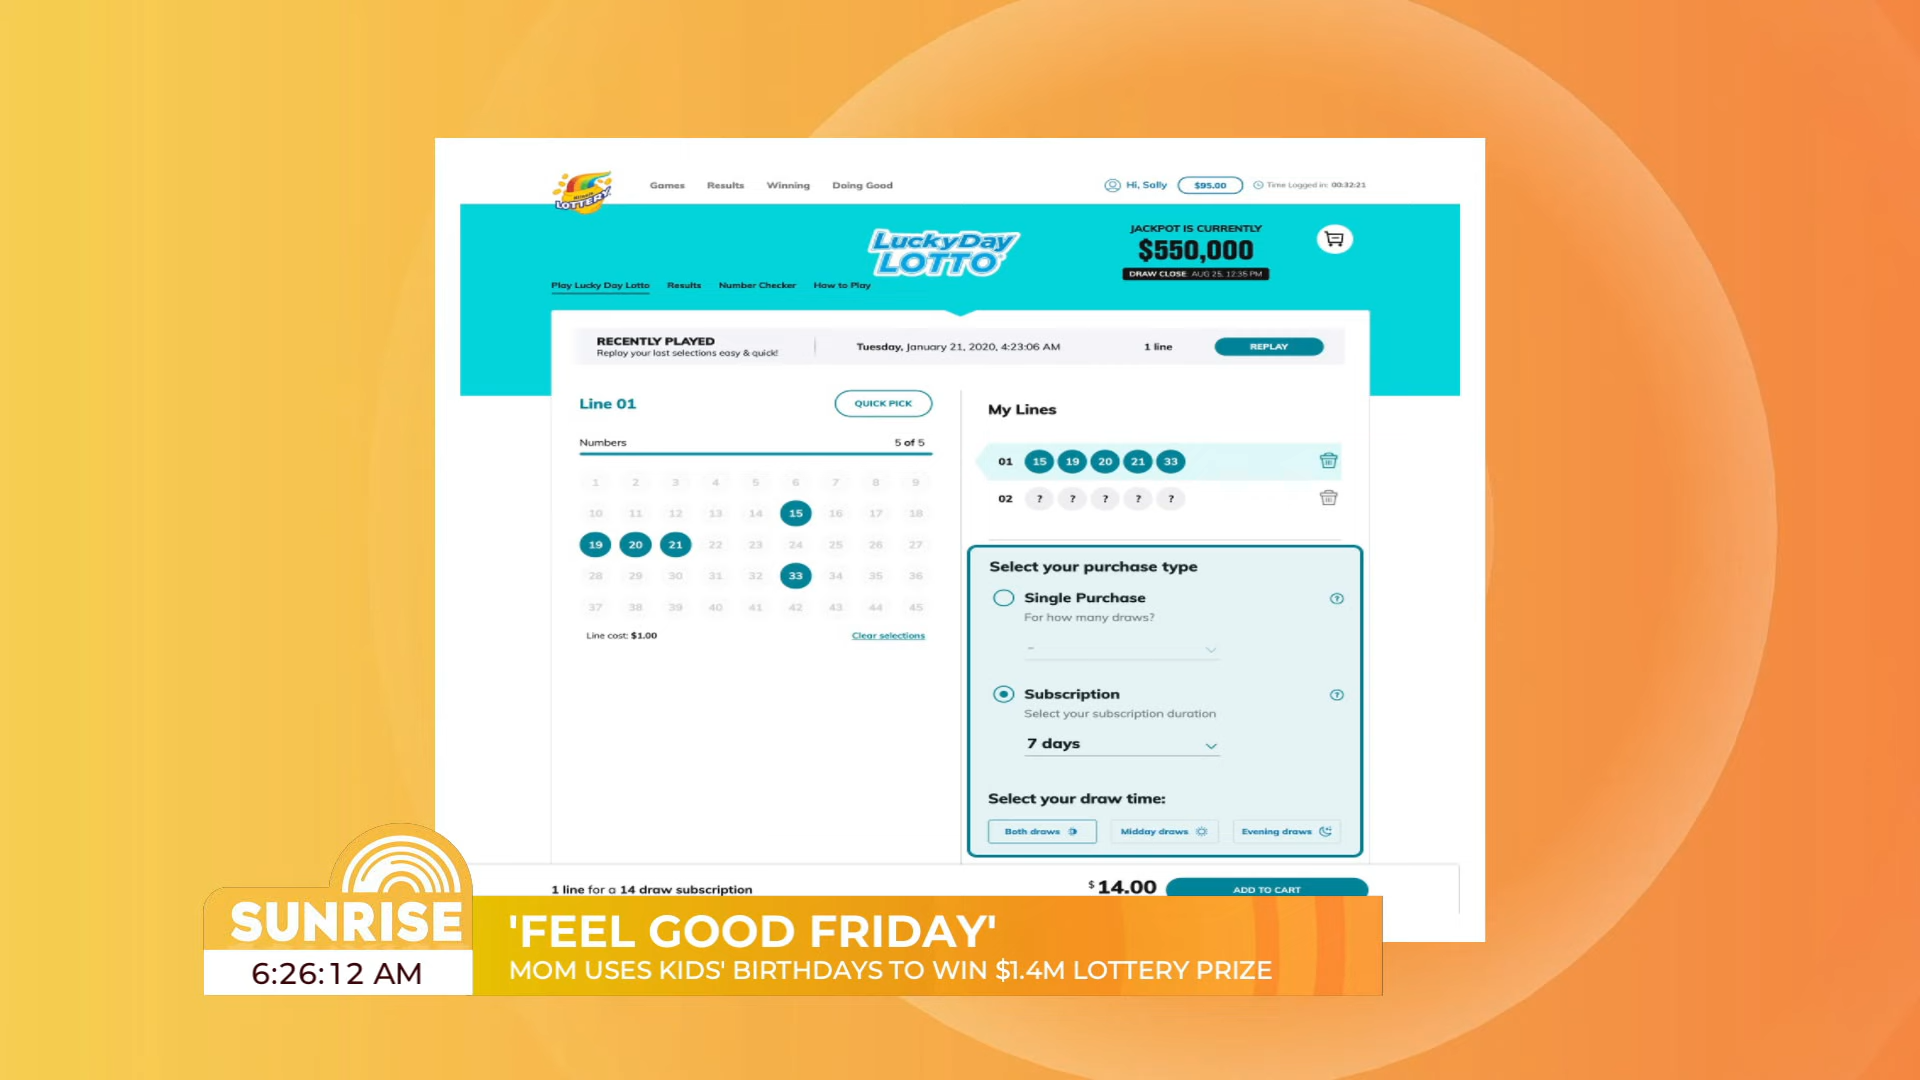 LOTTERY
Games Results Winning Doing Good
Hi, Sally $95.00 Time Logged in: 00:32:21
LuckyDay
LOTTO
JACKPOT IS CURRENTLY
$550,000
DRAW CLOSE: AUG 25, 12:35 PM
Play Lucky Day Lotto Results Number Checker How to Play
RECENTLY PLAYED
Replay your last selections easy & quick!
Tuesday, January 21, 2020, 4:23:06 AM 1 line REPLAY
Line 01 QUICK PICK
Numbers 5 of 5
1 2 3 4 5 6 7 8 9
10 11 12 13 14 15 16 17 18
19 20 21 22 23 24 25 26 27
28 29 30 31 32 33 34 35 36
37 38 39 40 41 42 43 44 45
Line cost: $1.00 Clear selections
My Lines
01 15 19 20 21 33
02 ? ? ? ? ?
Select your purchase type
Single Purchase ?
For how many draws?
-
Subscription ?
Select your subscription duration
7 days
Select your draw time:
Both draws Midday draws Evening draws
1 line for a 14 draw subscription $14.00 ADD TO CART
SUNRISE
6:26:12 AM
'FEEL GOOD FRIDAY'
MOM USES KIDS' BIRTHDAYS TO WIN $1.4M LOTTERY PRIZE